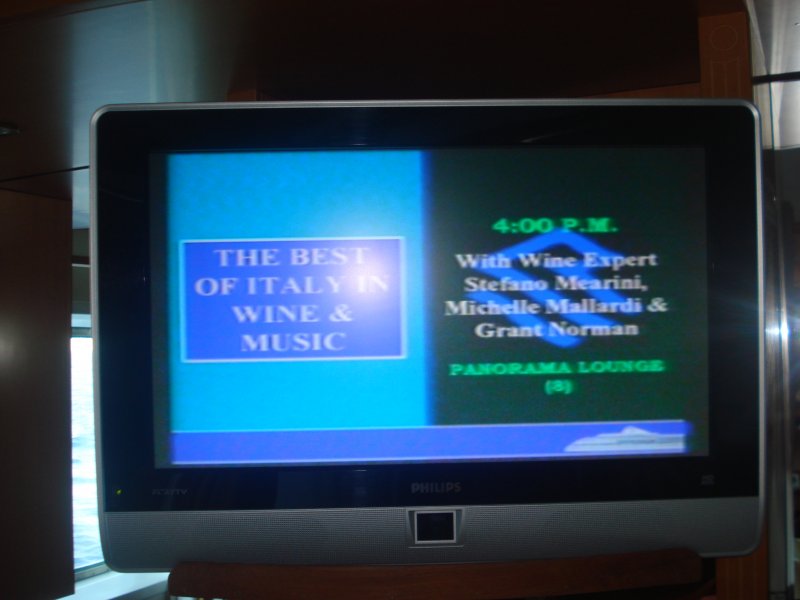 THE BEST
OF ITALY IN
WINE &
MUSIC
4:00 P.M.
With Wine Expert
Stefano Mearini,
Michelle Mallardi &
Grant Norman
PANORAMA LOUNGE
(8)
PHILIPS